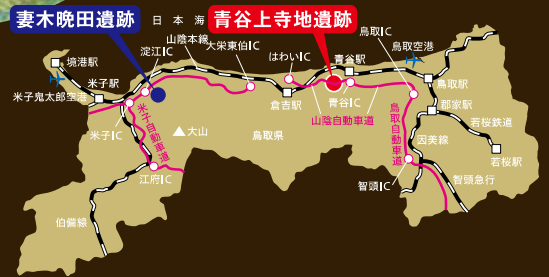 妻木晩田遺跡
日本海
青谷上寺地遺跡
鳥取IC
山陰本線
大栄東伯IC
淀江IC
はわいIC
青谷駅
鳥取空港
境港駅
米子駅
鳥取駅
米子鬼太郎空港
倉吉駅
青谷IC
郡家駅
山陰自動車道
若桜鉄道
米子IC
米子自動車道
大山
鳥取県
鳥取自動車道
因美線
若桜駅
江府IC
智頭IC
智頭急行
伯備線